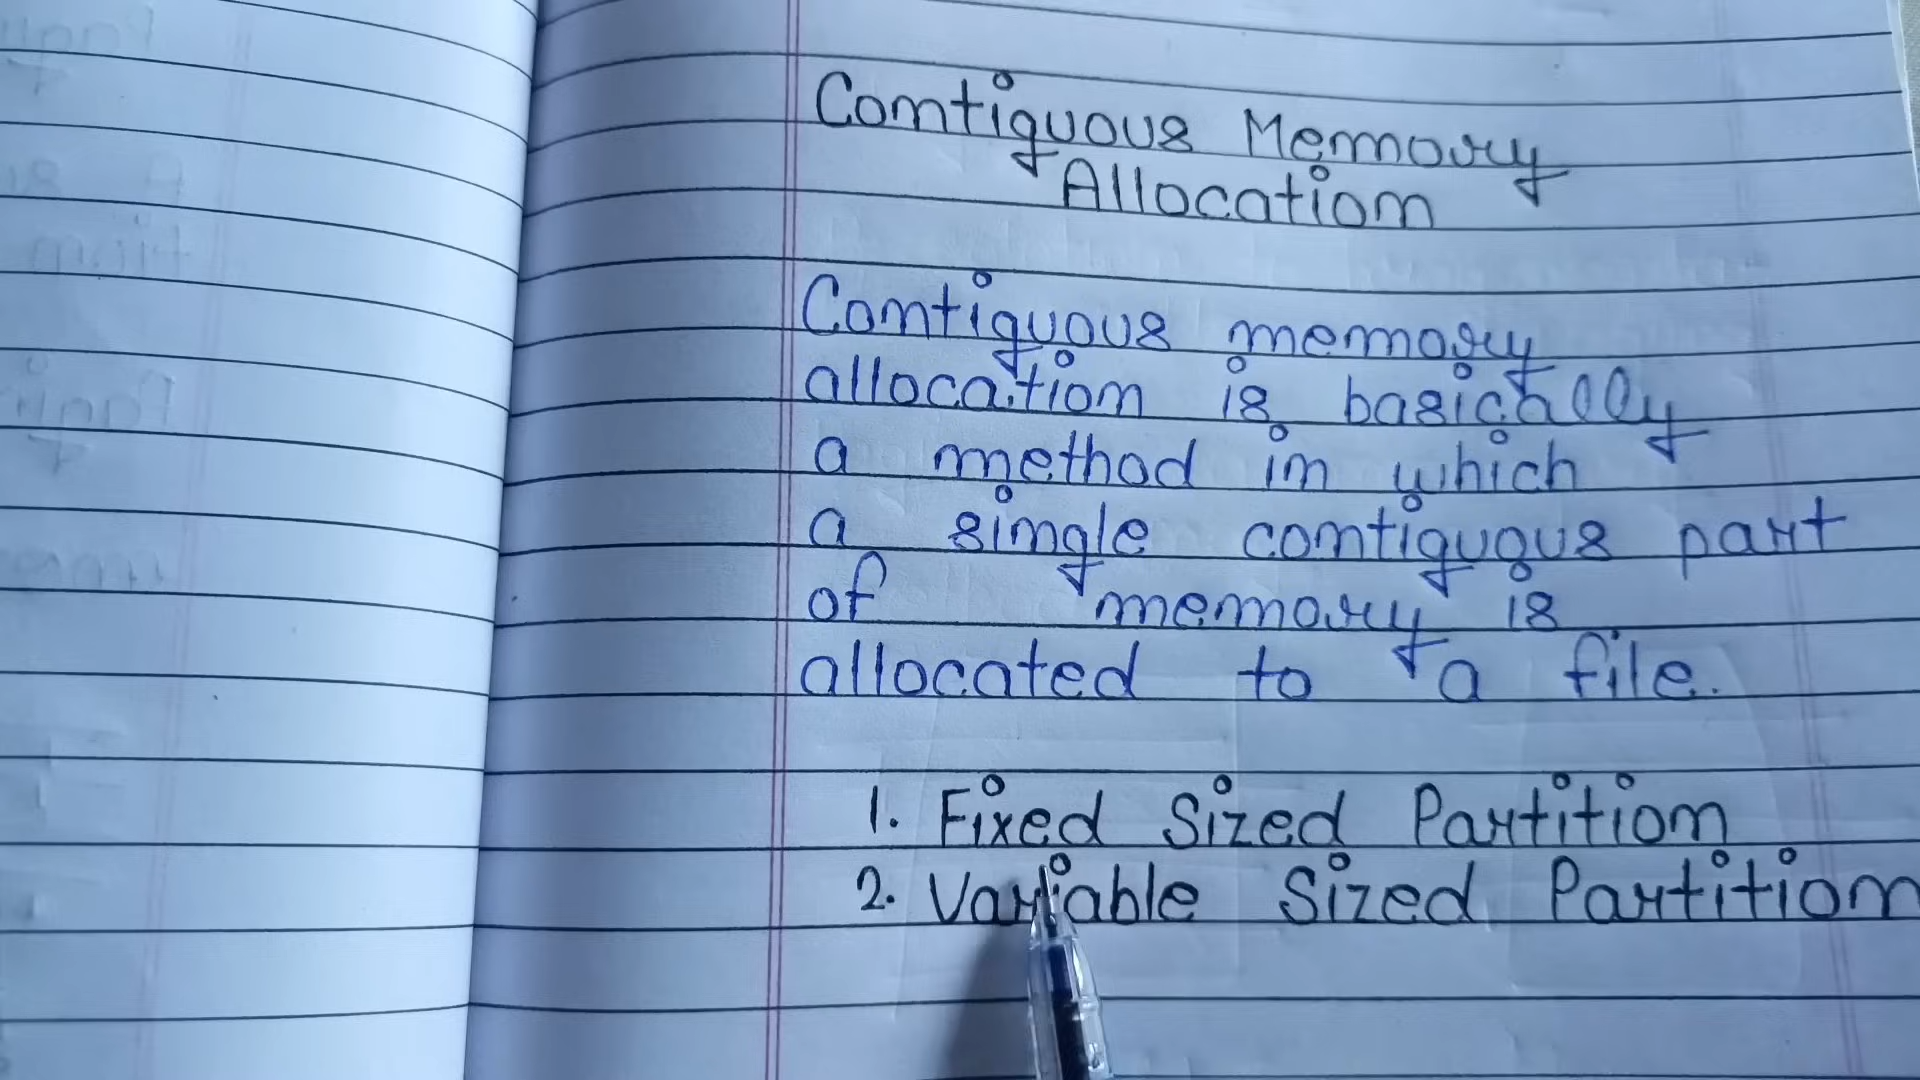 Contiguous Memory
Allocation
Contiguous memory
allocation is basically
a method in which
a single contiguous part
of memory is
allocated to a file.
1. Fixed Sized Partition
2. Variable Sized Partition